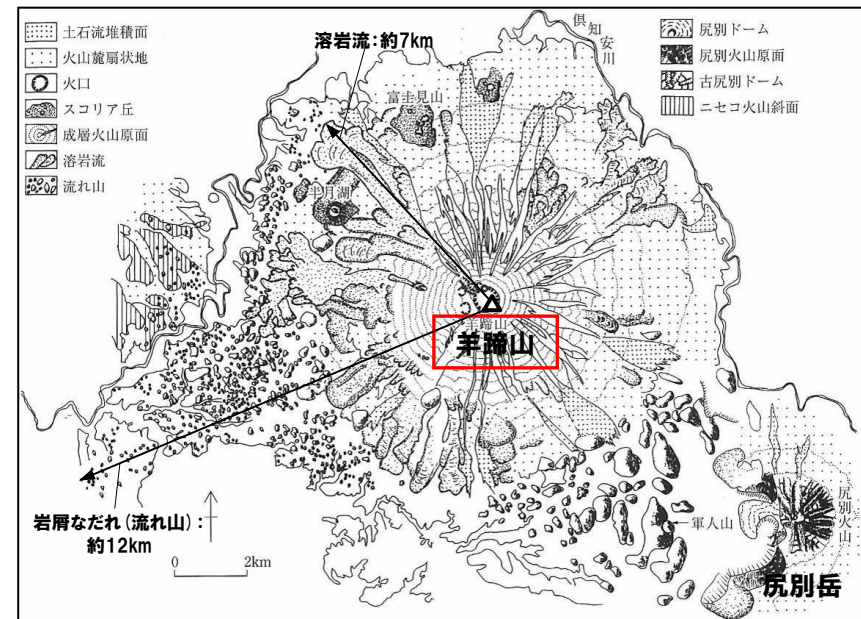 土石流堆積面
火山麓扇状地
火口
スコリア丘
成層火山原面
溶岩流
流れ山
溶岩流：約7km
倶知安川
尻別ドーム
尻別火山原面
古尻別ドーム
ニセコ火山斜面
富士見山
半月湖
羊蹄山
羊蹄山
岩屑なだれ（流れ山）：
約12km
0 2km
軍人山
尻別火山
尻別岳